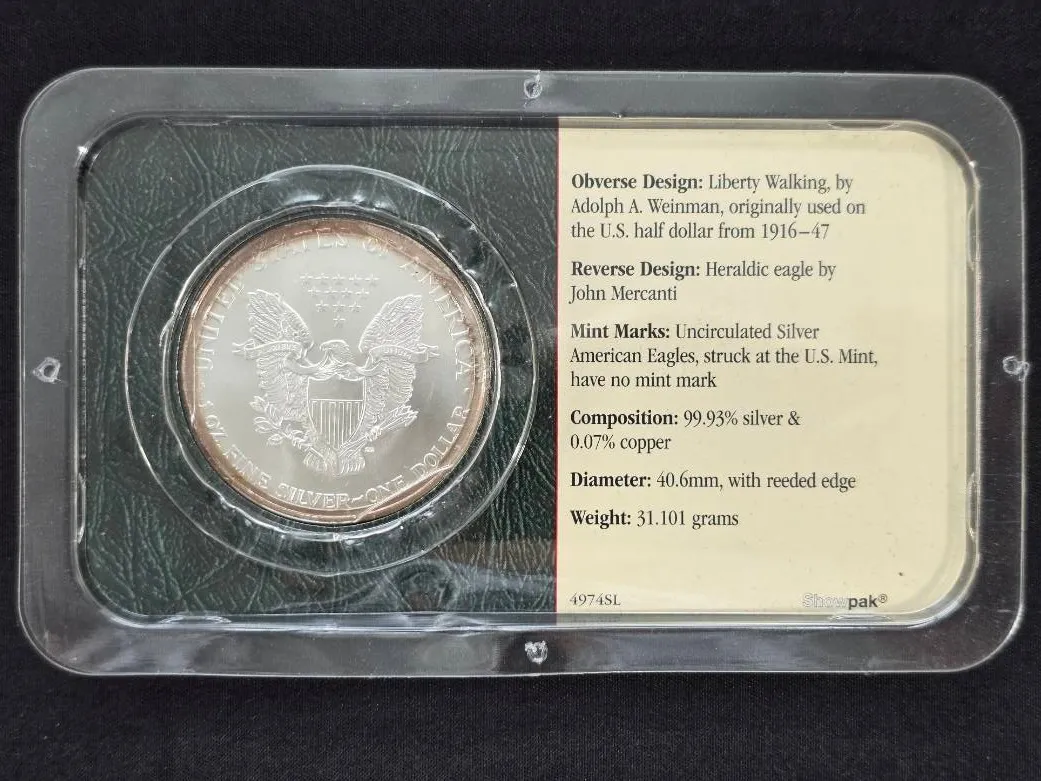 UNITED STATES OF AMERICA
1 OZ. FINE SILVER~ONE DOLLAR
Obverse Design: Liberty Walking, by
Adolph A. Weinman, originally used on
the U.S. half dollar from 1916–47
Reverse Design: Heraldic eagle by
John Mercanti
Mint Marks: Uncirculated Silver
American Eagles, struck at the U.S. Mint,
have no mint mark
Composition: 99.93% silver &
0.07% copper
Diameter: 40.6mm, with reeded edge
Weight: 31.101 grams
4974SL
Showpak®